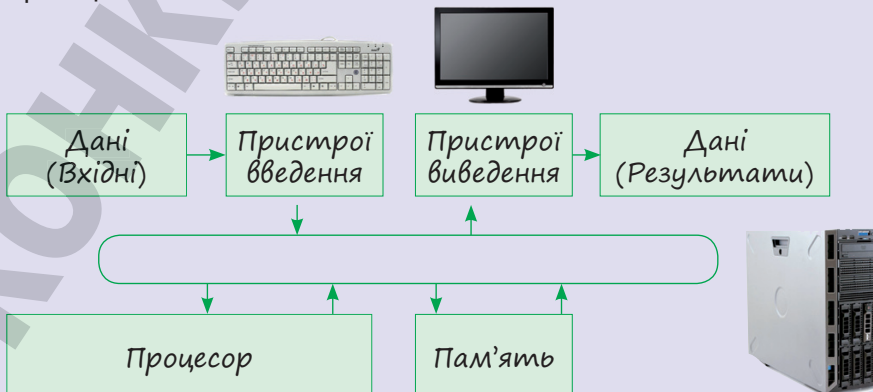 Дані
(Вхідні)
Пристрої
введення
Пристрої
виведення
Дані
(Результати)
Процесор
Пам’ять